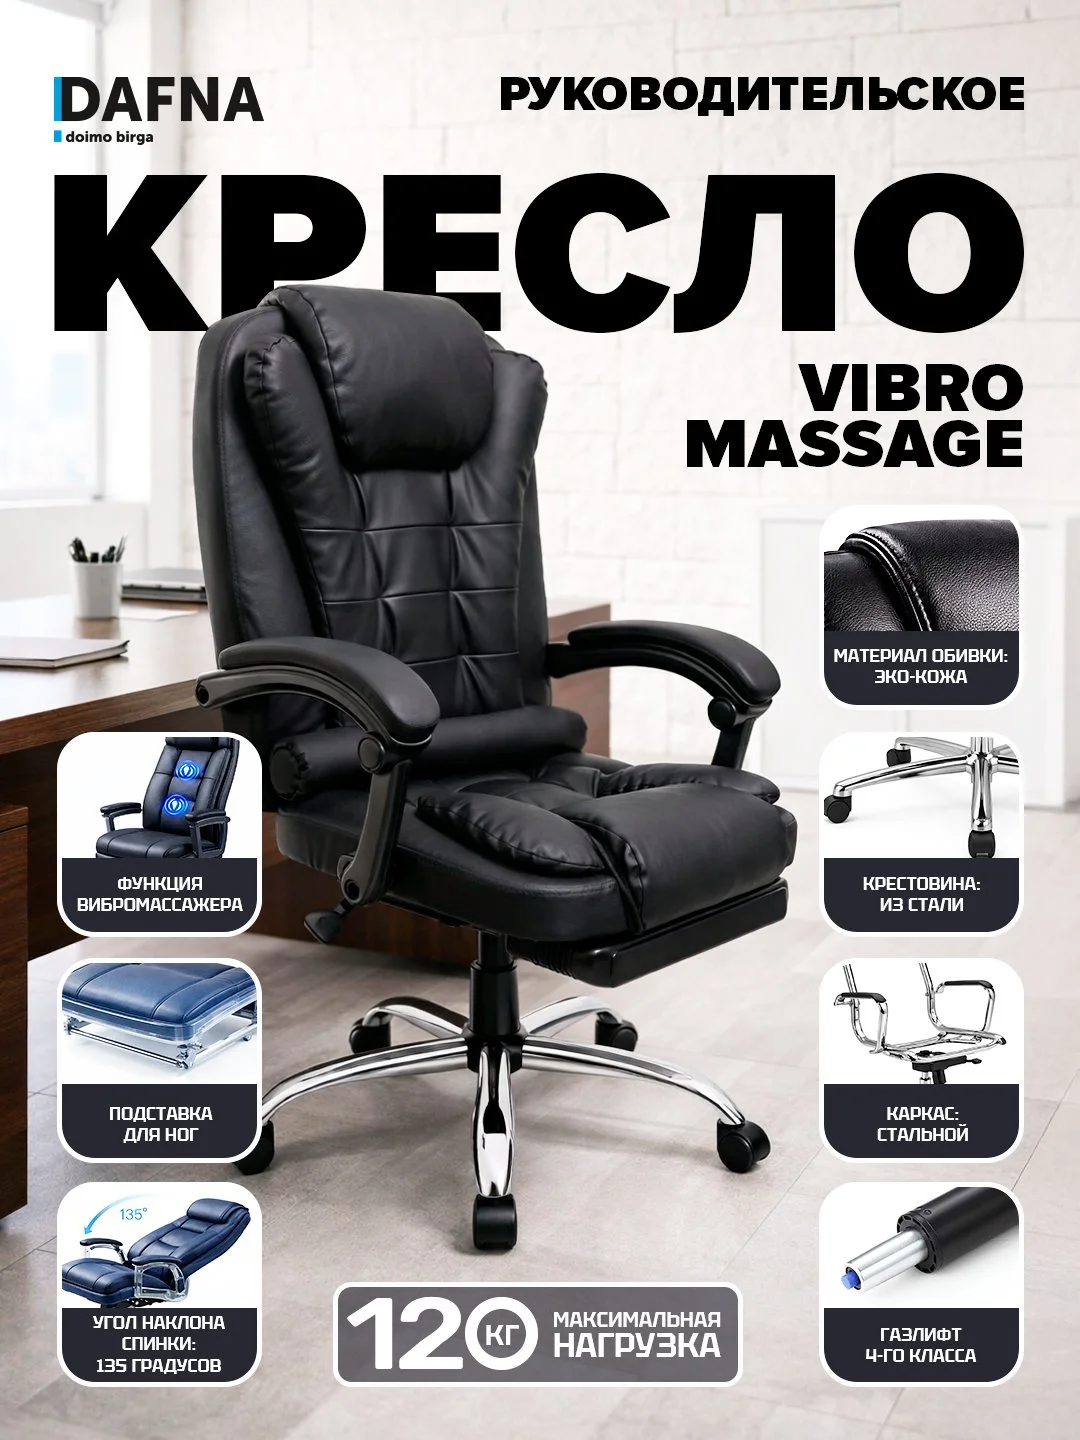 DAFNA
doimo birga
РУКОВОДИТЕЛЬСКОЕ
КРЕСЛО
VIBRO
MASSAGE
МАТЕРИАЛ ОБИВКИ:
ЭКО-КОЖА
ФУНКЦИЯ
ВИБРОМАССАЖЕРА
КРЕСТОВИНА:
ИЗ СТАЛИ
ПОДСТАВКА
ДЛЯ НОГ
КАРКАС:
СТАЛЬНОЙ
135°
УГОЛ НАКЛОНА
СПИНКИ:
135 ГРАДУСОВ
120 КГ
МАКСИМАЛЬНАЯ
НАГРУЗКА
ГАЗЛИФТ
4-ГО КЛАССА